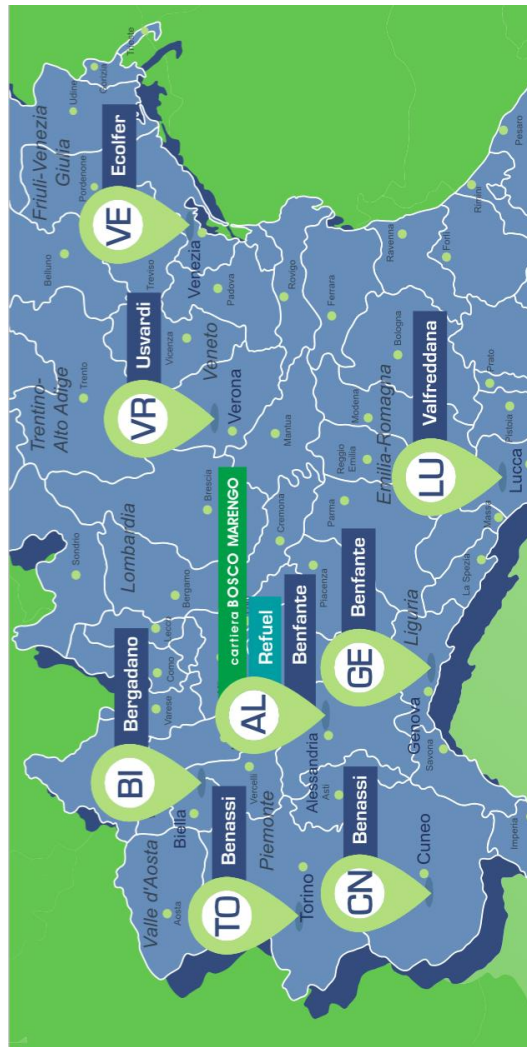 Friuli-Venezia
Giulia
Udine
Gorizia
Trieste
Pordenone
Belluno
Ecolfer
VE
Treviso
Venezia
Padova
Rovigo
Trentino-
Alto Adige
Trento
Usvardi
VR
Vicenza
Veneto
Verona
Mantua
Lombardia
Sondrio
Brescia
Bergamo
Lecco
Como
Varese
Cremona
cartiera BOSCO MARENGO
Refuel
Benfante
AL
Alessandria
Asti
Bergadano
BI
Biella
Vercelli
Piemonte
Valle d'Aosta
Aosta
Benassi
TO
Torino
Benassi
CN
Cuneo
Benfante
GE
Genova
Savona
Imperia
Liguria
La Spezia
Piacenza
Parma
Reggio
Emilia
Modena
Emilia-Romagna
Bologna
Ferrara
Ravenna
Forlì
Rimini
Pesaro
Valfreddana
LU
Lucca
Massa
Pistoia
Prato